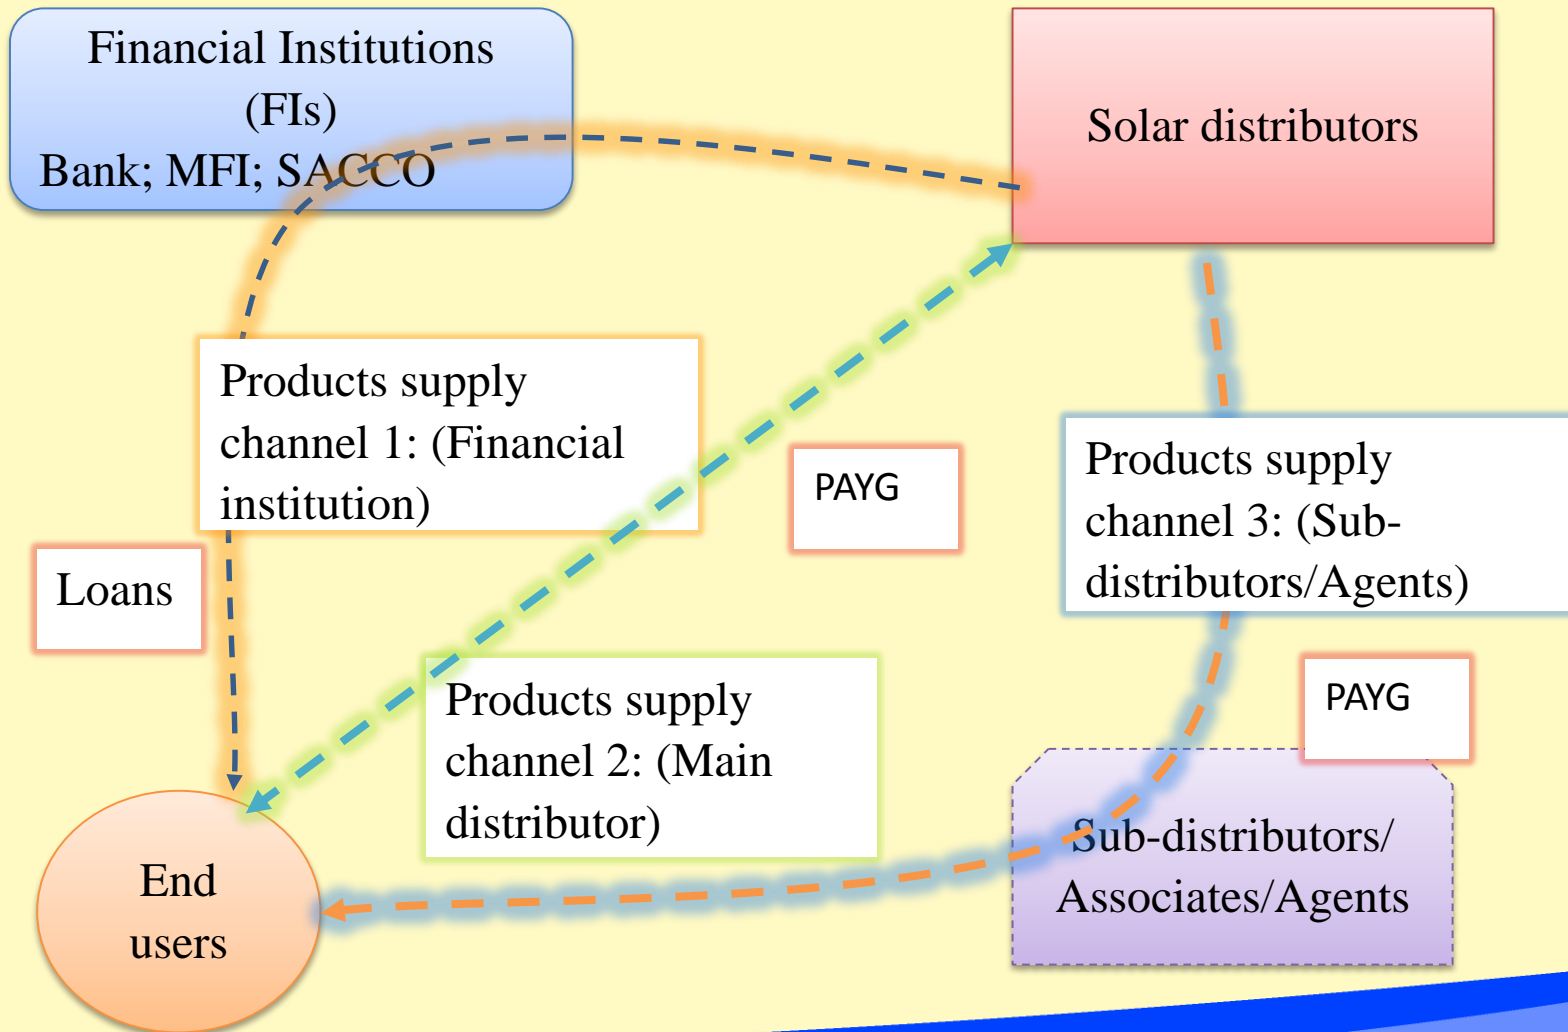 Financial Institutions
(FIs)
Bank; MFI; SACCO
Solar distributors
Products supply
channel 1: (Financial
institution)
PAYG
Products supply
channel 3: (Sub-
distributors/Agents)
Loans
Products supply
channel 2: (Main
distributor)
PAYG
Sub-distributors/
Associates/Agents
End
users